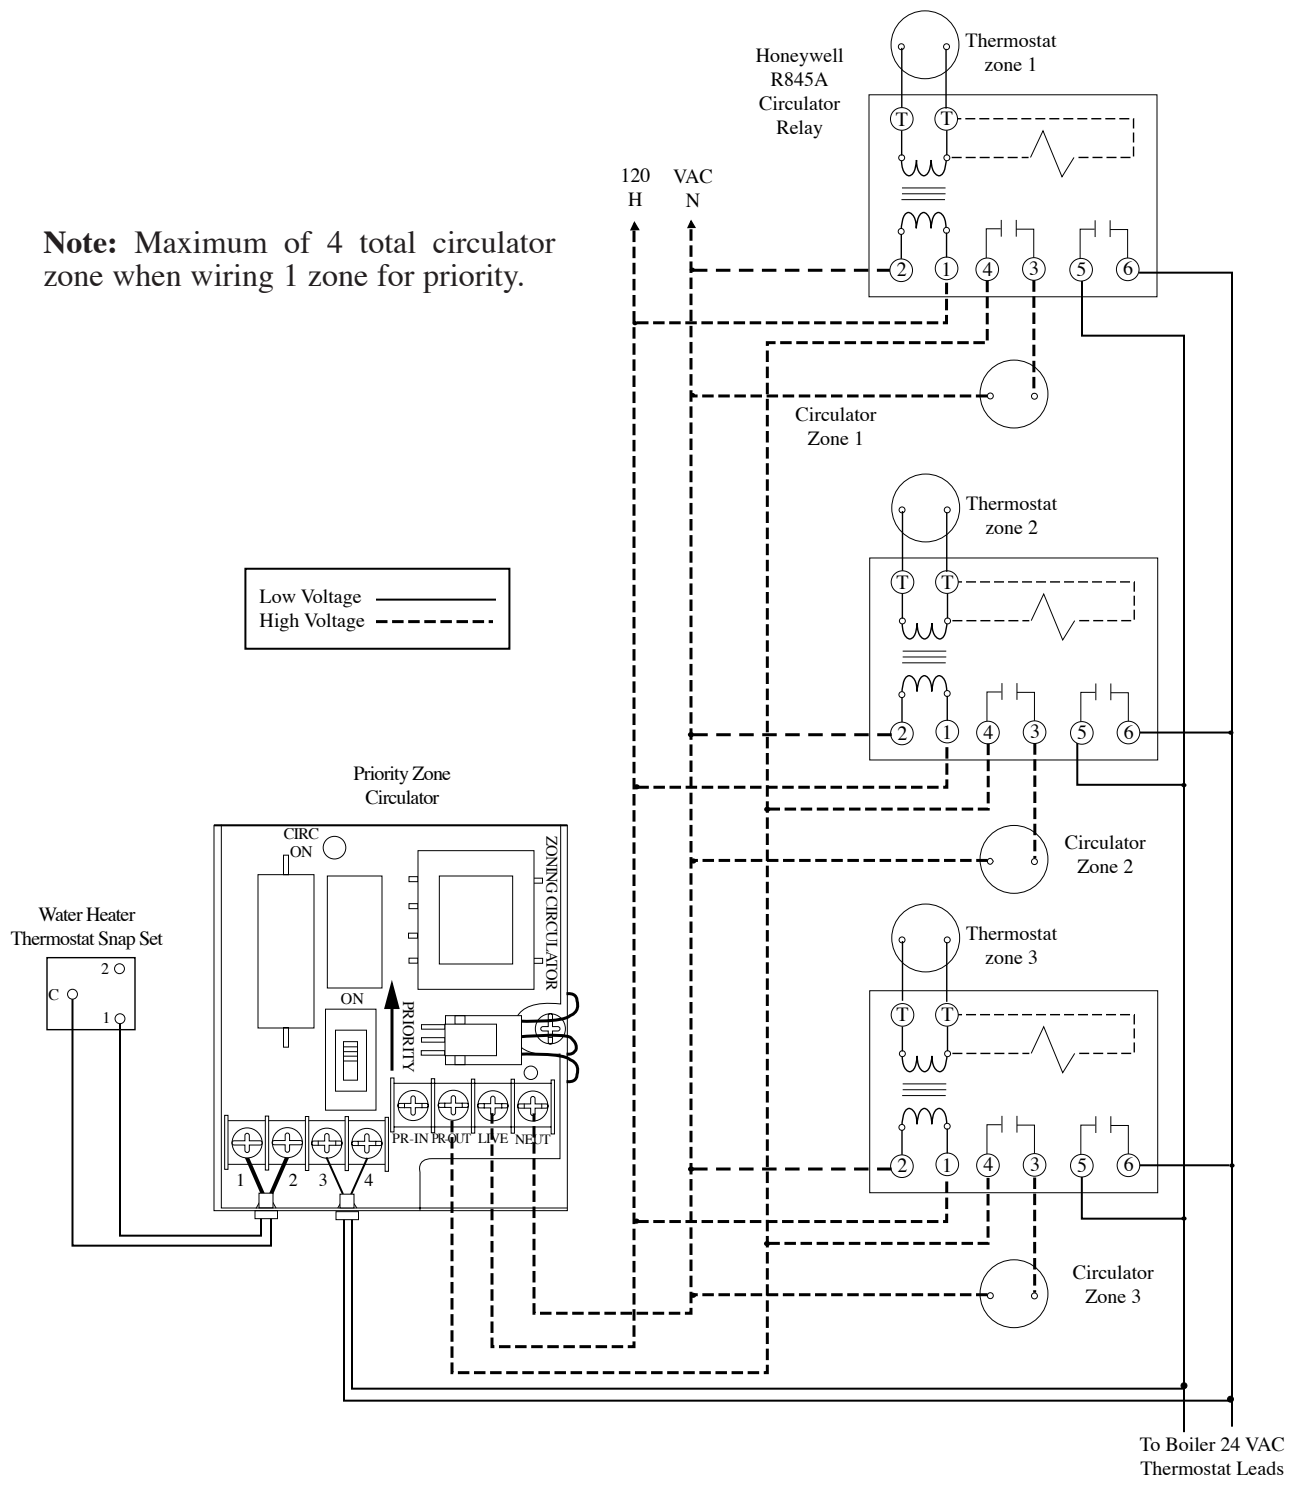 Thermostat
zone 1
Honeywell
R845A
Circulator
Relay
T T
120 VAC
H N
Note: Maximum of 4 total circulator
zone when wiring 1 zone for priority.
2 1 4 3 5 6
Circulator
Zone 1
Thermostat
zone 2
T T
Low Voltage
High Voltage
2 1 4 3 5 6
Priority Zone
Circulator
CIRC
ON
ZONING CIRCULATOR
Circulator
Zone 2
Water Heater
Thermostat Snap Set
2
C
1
Thermostat
zone 3
ON
PRIORITY
T T
PR-IN PR-OUT LIVE NEUT
1 2 3 4
2 1 4 3 5 6
Circulator
Zone 3
To Boiler 24 VAC
Thermostat Leads